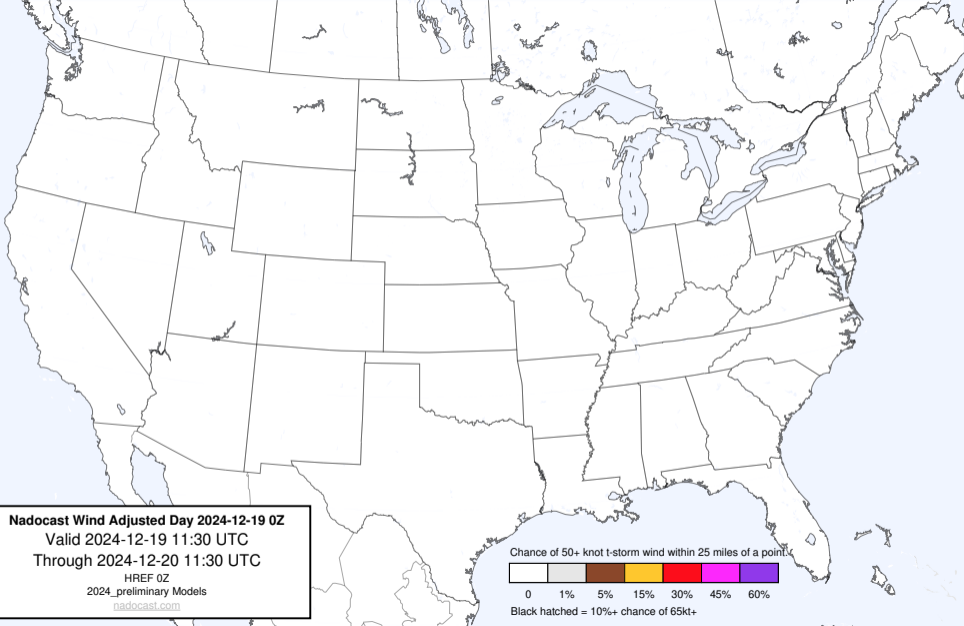 Nadocast Wind Adjusted Day 2024-12-19 0Z
Valid 2024-12-19 11:30 UTC
Through 2024-12-20 11:30 UTC
HREF 0Z
2024_preliminary Models
nadocast.com
Chance of 50+ knot t-storm wind within 25 miles of a point.
0 1% 5% 15% 30% 45% 60%
Black hatched = 10%+ chance of 65kt+